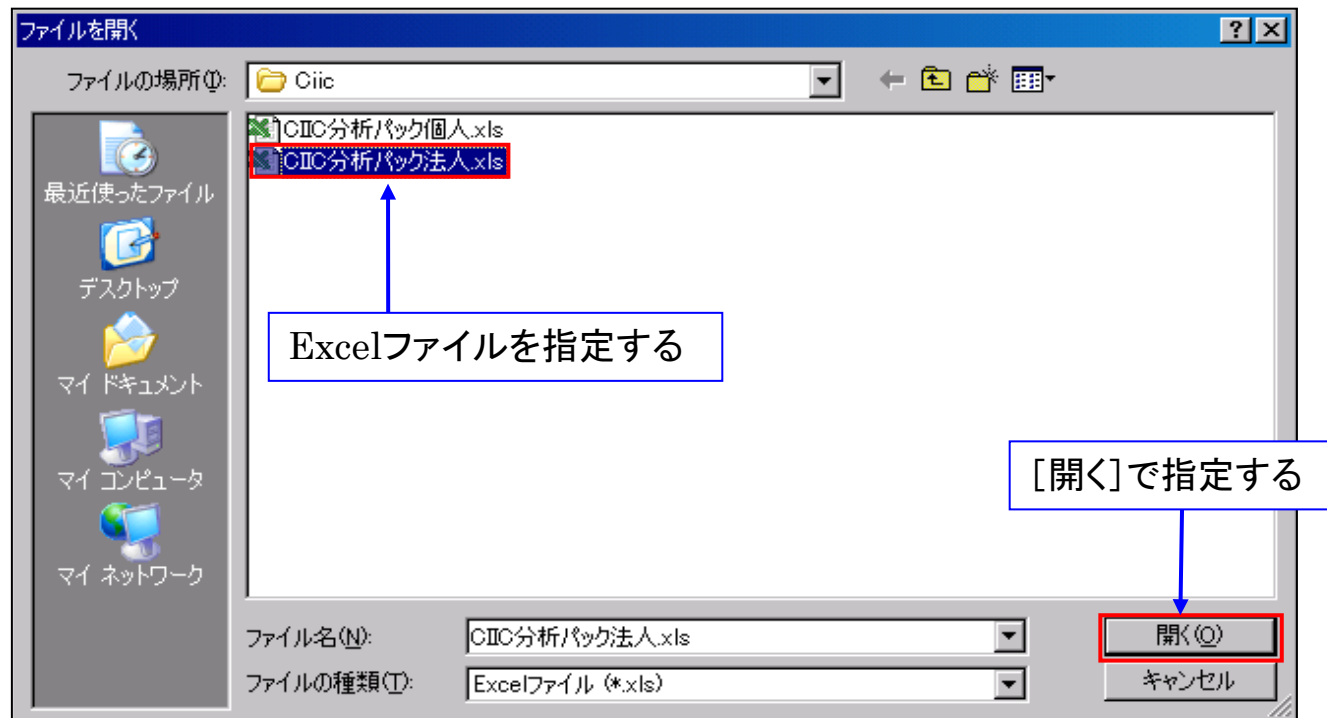 ファイルを開く
ファイルの場所(I):
Ciic
CIIC分析パック個人.xls
CIIC分析パック法人.xls
最近使ったファイル
デスクトップ
マイ ドキュメント
マイ コンピュータ
マイ ネットワーク
Excelファイルを指定する
[開く]で指定する
ファイル名(N):
CIIC分析パック法人.xls
開く(O)
ファイルの種類(T):
Excelファイル (*.xls)
キャンセル